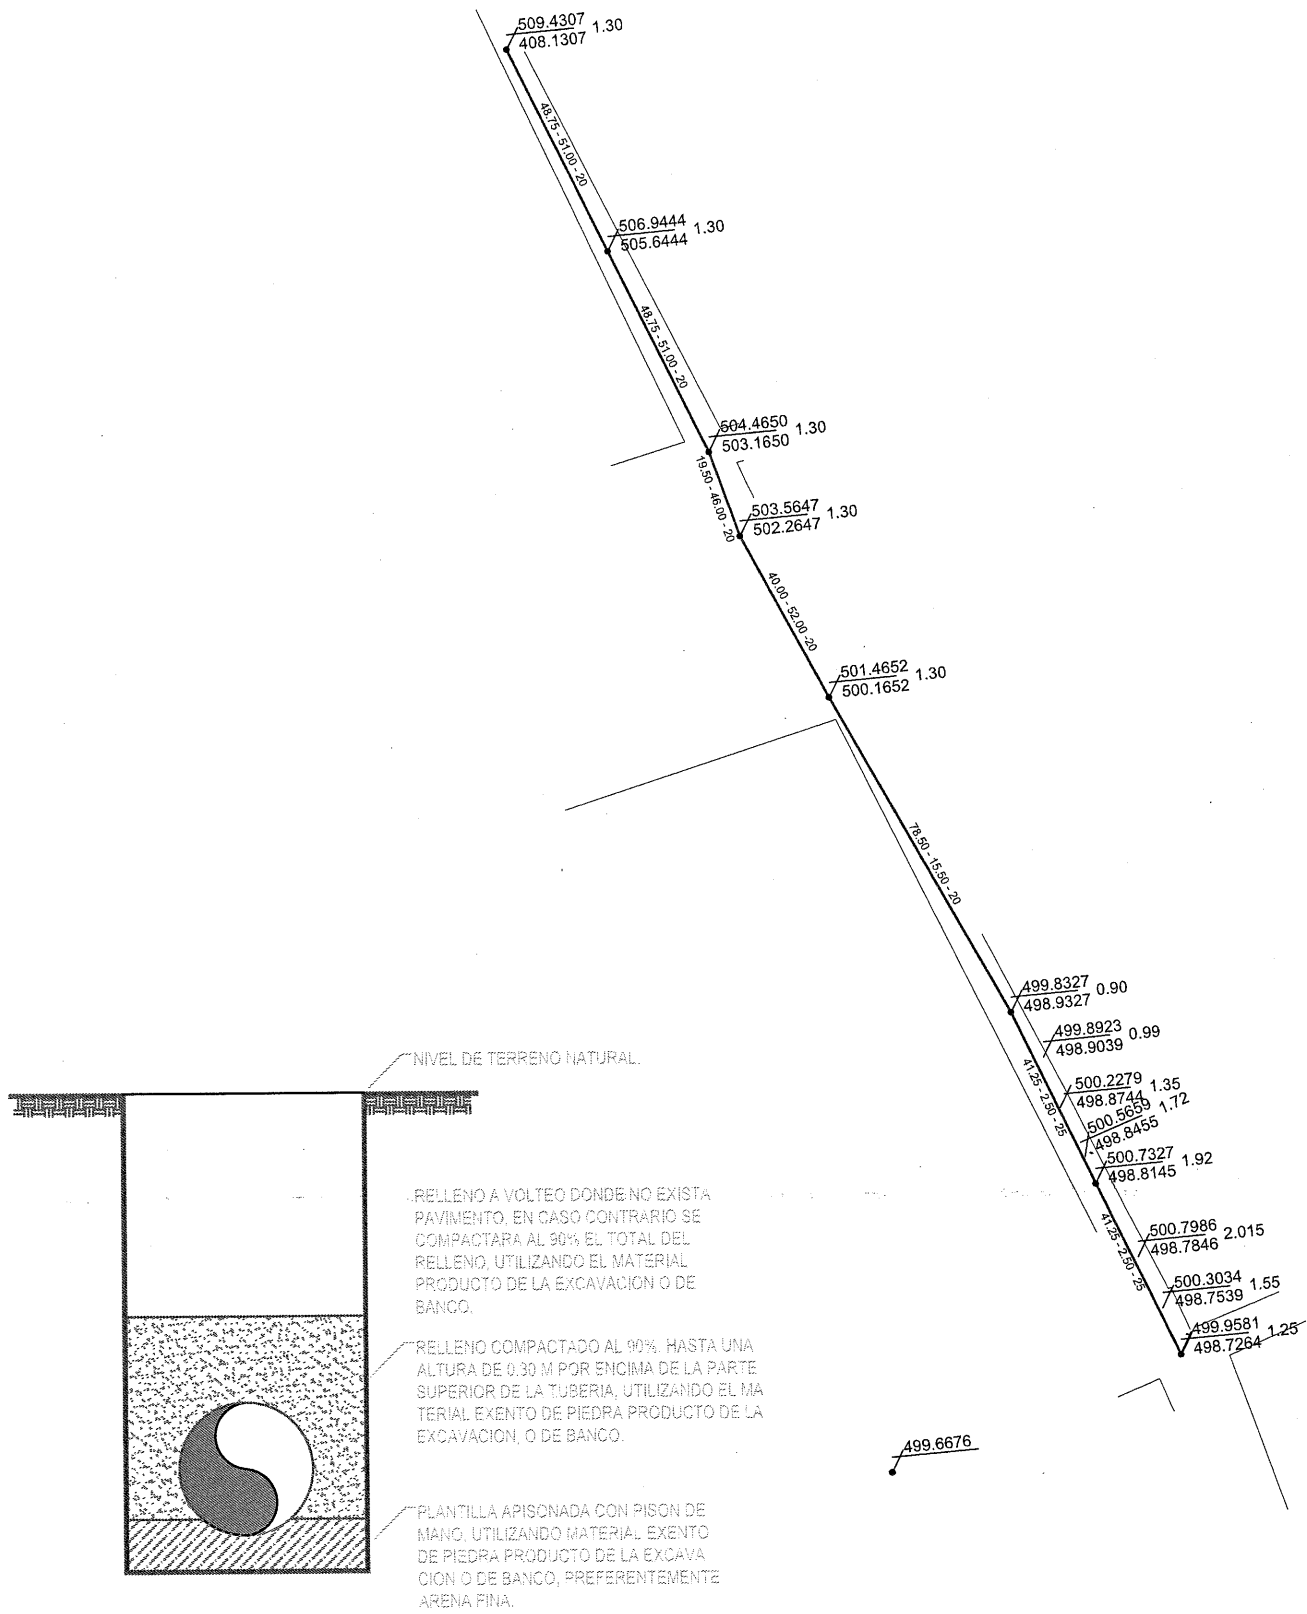 509.4307 1.30
408.1307
48.75 - 51.00 - 20
506.9444 1.30
505.6444
48.75 - 51.00 - 20
504.4650 1.30
503.1650
19.50 - 46.00 - 20
503.5647 1.30
502.2647
40.00 - 52.00 -20
501.4652 1.30
500.1652
78.50 - 15.50 - 20
499.8327 0.90
498.9327
499.8923 0.99
498.9039
41.25 - 2.50 - 25
500.2279 1.35
498.8744
500.5659 1.72
498.8455
500.7327 1.92
498.8145
41.25 - 2.50 - 25
500.7986 2.015
498.7846
500.3034 1.55
498.7539
499.9581 1.25
498.7264
499.6676
NIVEL DE TERRENO NATURAL.
RELLENO A VOLTEO DONDE NO EXISTA
PAVIMENTO, EN CASO CONTRARIO SE
COMPACTARA AL 90% EL TOTAL DEL
RELLENO, UTILIZANDO EL MATERIAL
PRODUCTO DE LA EXCAVACION O DE
BANCO.
RELLENO COMPACTADO AL 90%. HASTA UNA
ALTURA DE 0.30 M POR ENCIMA DE LA PARTE
SUPERIOR DE LA TUBERIA, UTILIZANDO EL MA
TERIAL EXENTO DE PIEDRA PRODUCTO DE LA
EXCAVACION, O DE BANCO.
PLANTILLA APISONADA CON PISON DE
MANO, UTILIZANDO MATERIAL EXENTO
DE PIEDRA PRODUCTO DE LA EXCAVA
CION O DE BANCO, PREFERENTEMENTE
ARENA FINA.